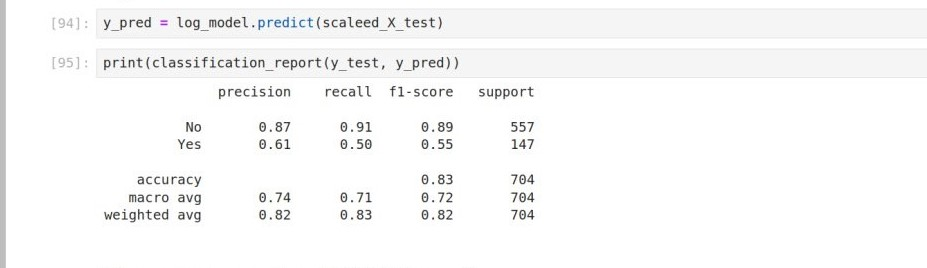 [94]: y_pred = log_model.predict(scaleed_X_test)
[95]: print(classification_report(y_test, y_pred))
precision recall f1-score support
No 0.87 0.91 0.89 557
Yes 0.61 0.50 0.55 147
accuracy 0.83 704
macro avg 0.74 0.71 0.72 704
weighted avg 0.82 0.83 0.82 704